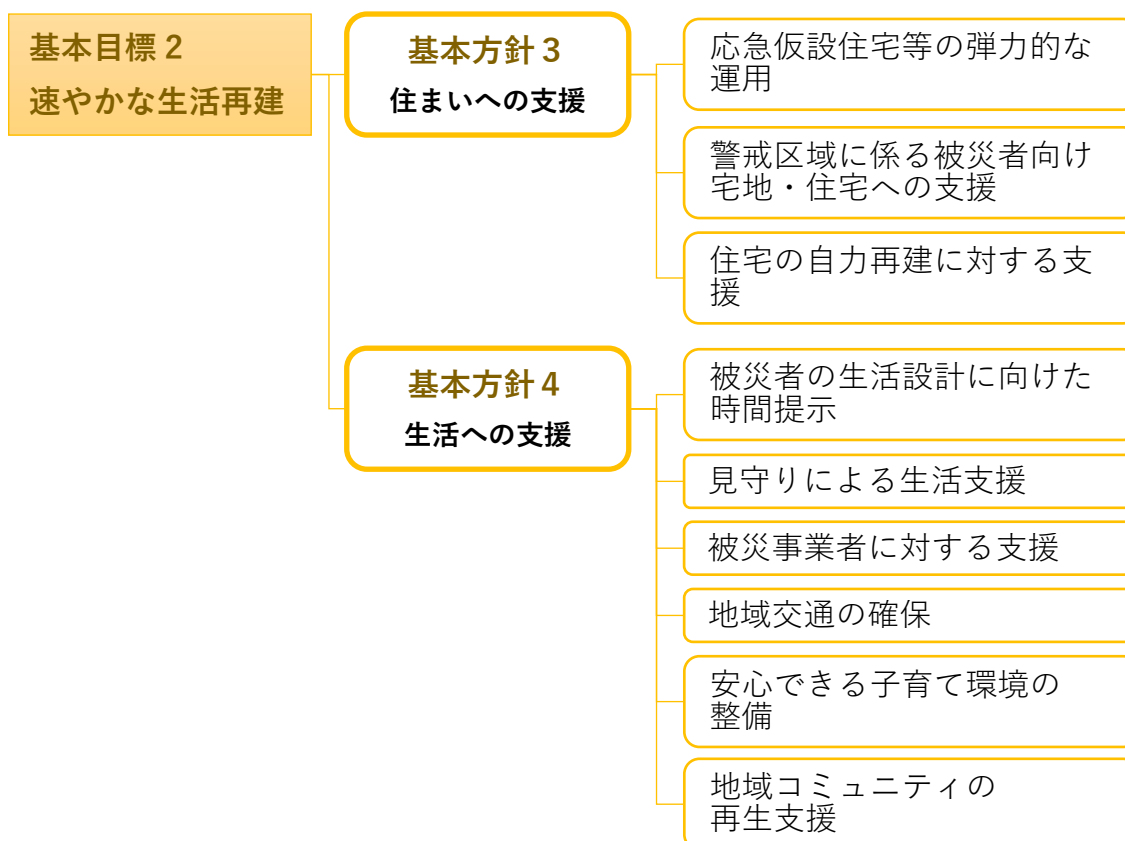 基本目標２
速やかな生活再建
基本方針３
住まいへの支援
応急仮設住宅等の弾力的な
運用
警戒区域に係る被災者向け
宅地・住宅への支援
住宅の自力再建に対する支
援
基本方針４
生活への支援
被災者の生活設計に向けた
時間提示
見守りによる生活支援
被災事業者に対する支援
地域交通の確保
安心できる子育て環境の
整備
地域コミュニティの
再生支援